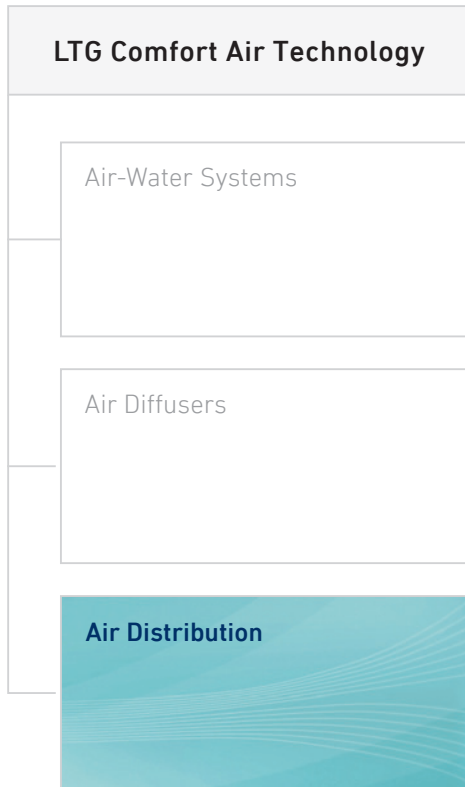 LTG Comfort Air Technology
Air-Water Systems
Air Diffusers
Air Distribution